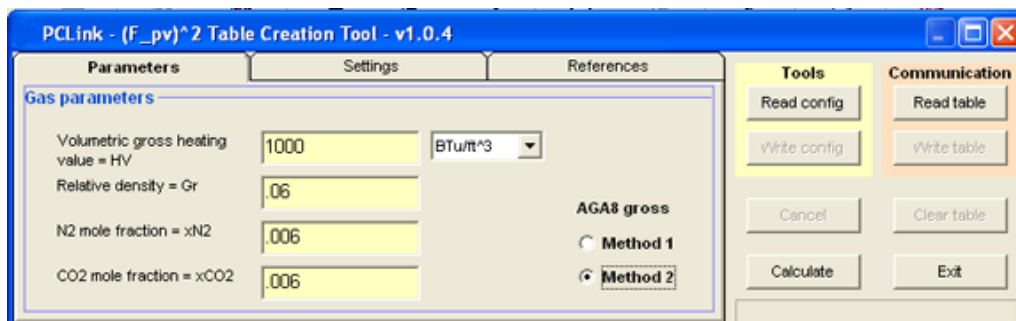 PCLink - (F_pv)^2 Table Creation Tool - v1.0.4
Parameters Settings References
Tools Communication
Gas parameters
Read config Read table
Volumetric gross heating
value = HV
1000 BTu/ft^3
Write config Write table
Relative density = Gr .06
AGA8 gross
Cancel Clear table
N2 mole fraction = xN2 .006
Method 1
CO2 mole fraction = xCO2 .006
Method 2
Calculate Exit